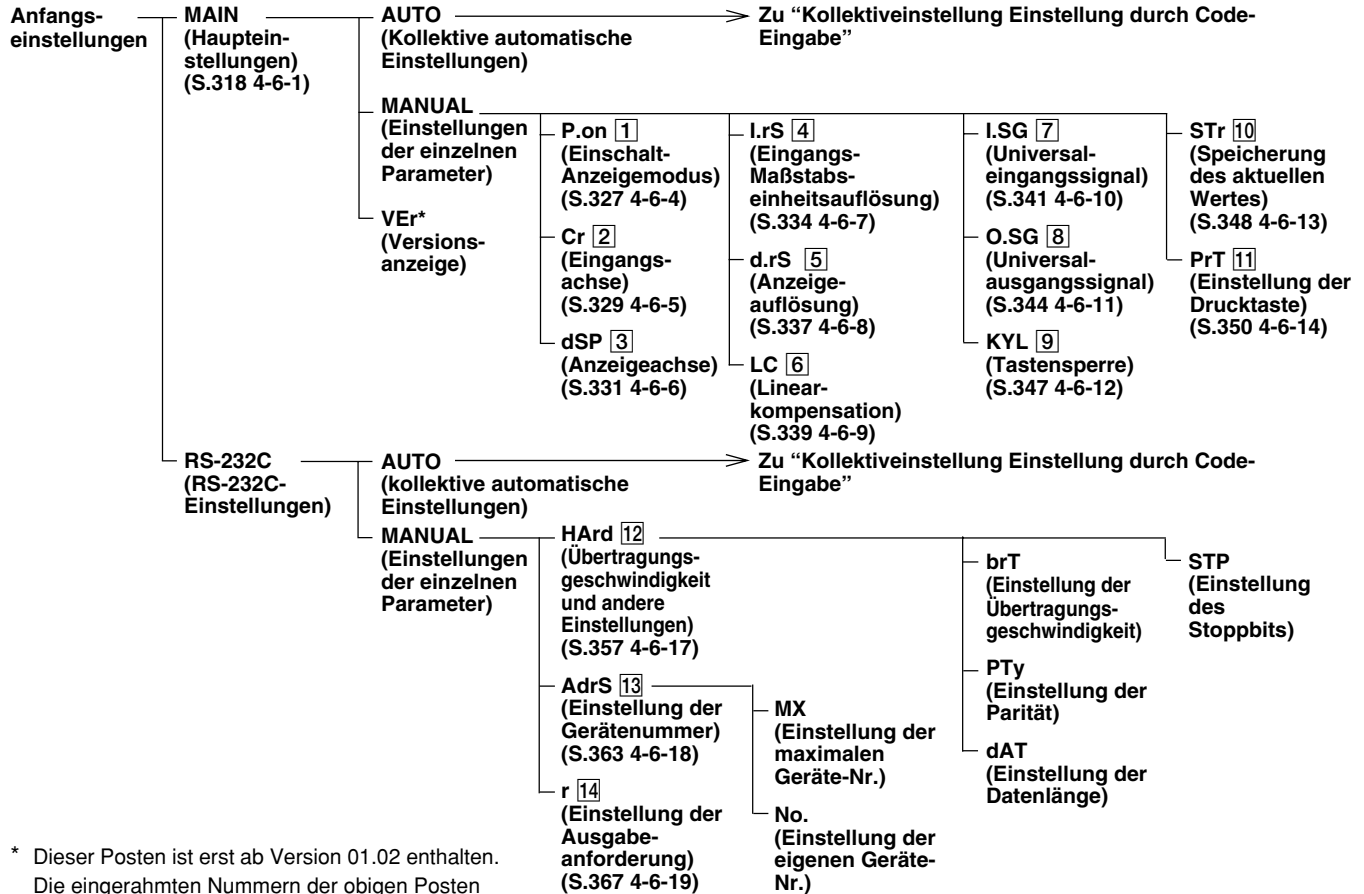 Anfangs-
einstellungen
MAIN
(Hauptein-
stellungen)
(S.318 4-6-1)
AUTO
(Kollektive automatische
Einstellungen)
Zu “Kollektiveinstellung Einstellung durch Code-
Eingabe”
MANUAL
(Einstellungen
der einzelnen
Parameter)
VEr*
(Versions-
anzeige)
P.on 1
(Einschalt-
Anzeigemodus)
(S.327 4-6-4)
Cr 2
(Eingangs-
achse)
(S.329 4-6-5)
dSP 3
(Anzeigeachse)
(S.331 4-6-6)
I.rS 4
(Eingangs-
Maßstabs-
einheitsauflösung)
(S.334 4-6-7)
d.rS 5
(Anzeige-
auflösung)
(S.337 4-6-8)
LC 6
(Linear-
kompensation)
(S.339 4-6-9)
I.SG 7
(Universal-
eingangssignal)
(S.341 4-6-10)
O.SG 8
(Universal-
ausgangssignal)
(S.344 4-6-11)
KYL 9
(Tastensperre)
(S.347 4-6-12)
STr 10
(Speicherung
des aktuellen
Wertes)
(S.348 4-6-13)
PrT 11
(Einstellung der
Drucktaste)
(S.350 4-6-14)
RS-232C
(RS-232C-
Einstellungen)
AUTO
(kollektive automatische
Einstellungen)
Zu “Kollektiveinstellung Einstellung durch Code-
Eingabe”
MANUAL
(Einstellungen
der einzelnen
Parameter)
HArd 12
(Übertragungs-
geschwindigkeit
und andere
Einstellungen)
(S.357 4-6-17)
AdrS 13
(Einstellung der
Gerätenummer)
(S.363 4-6-18)
r 14
(Einstellung der
Ausgabe-
anforderung)
(S.367 4-6-19)
MX
(Einstellung der
maximalen
Geräte-Nr.)
No.
(Einstellung der
eigenen Geräte-
Nr.)
brT
(Einstellung der
Übertragungs-
geschwindigkeit)
PTy
(Einstellung der
Parität)
dAT
(Einstellung der
Datenlänge)
STP
(Einstellung
des
Stoppbits)
* Dieser Posten ist erst ab Version 01.02 enthalten.
Die eingerahmten Nummern der obigen Posten